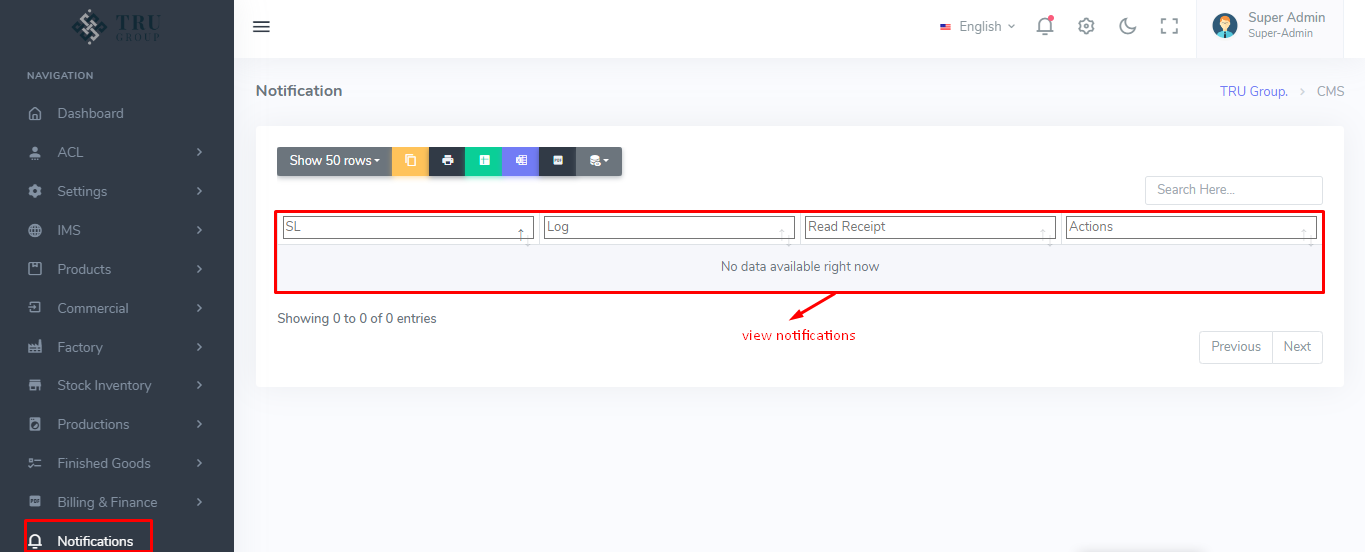 TRU
GROUP
English
Super Admin
Super-Admin
NAVIGATION
Dashboard
ACL
Settings
IMS
Products
Commercial
Factory
Stock Inventory
Productions
Finished Goods
Billing & Finance
Notifications
Notification
TRU Group. > CMS
Show 50 rows
PDF
Search Here...
SL Log Read Receipt Actions
No data available right now
Showing 0 to 0 of 0 entries
view notifications
Previous Next